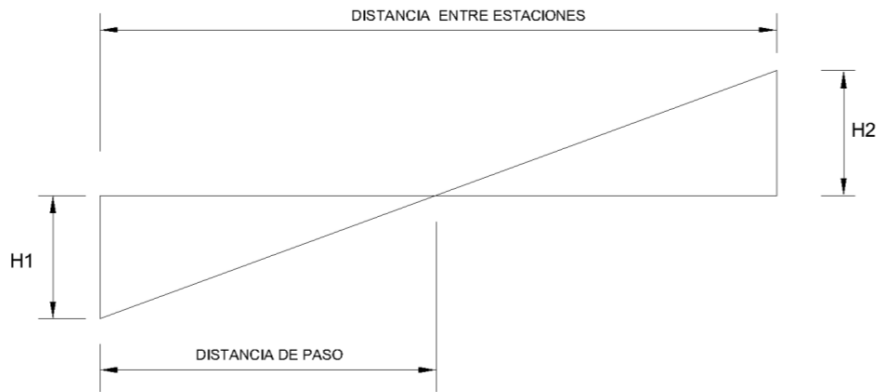 DISTANCIA ENTRE ESTACIONES
H2
H1
DISTANCIA DE PASO